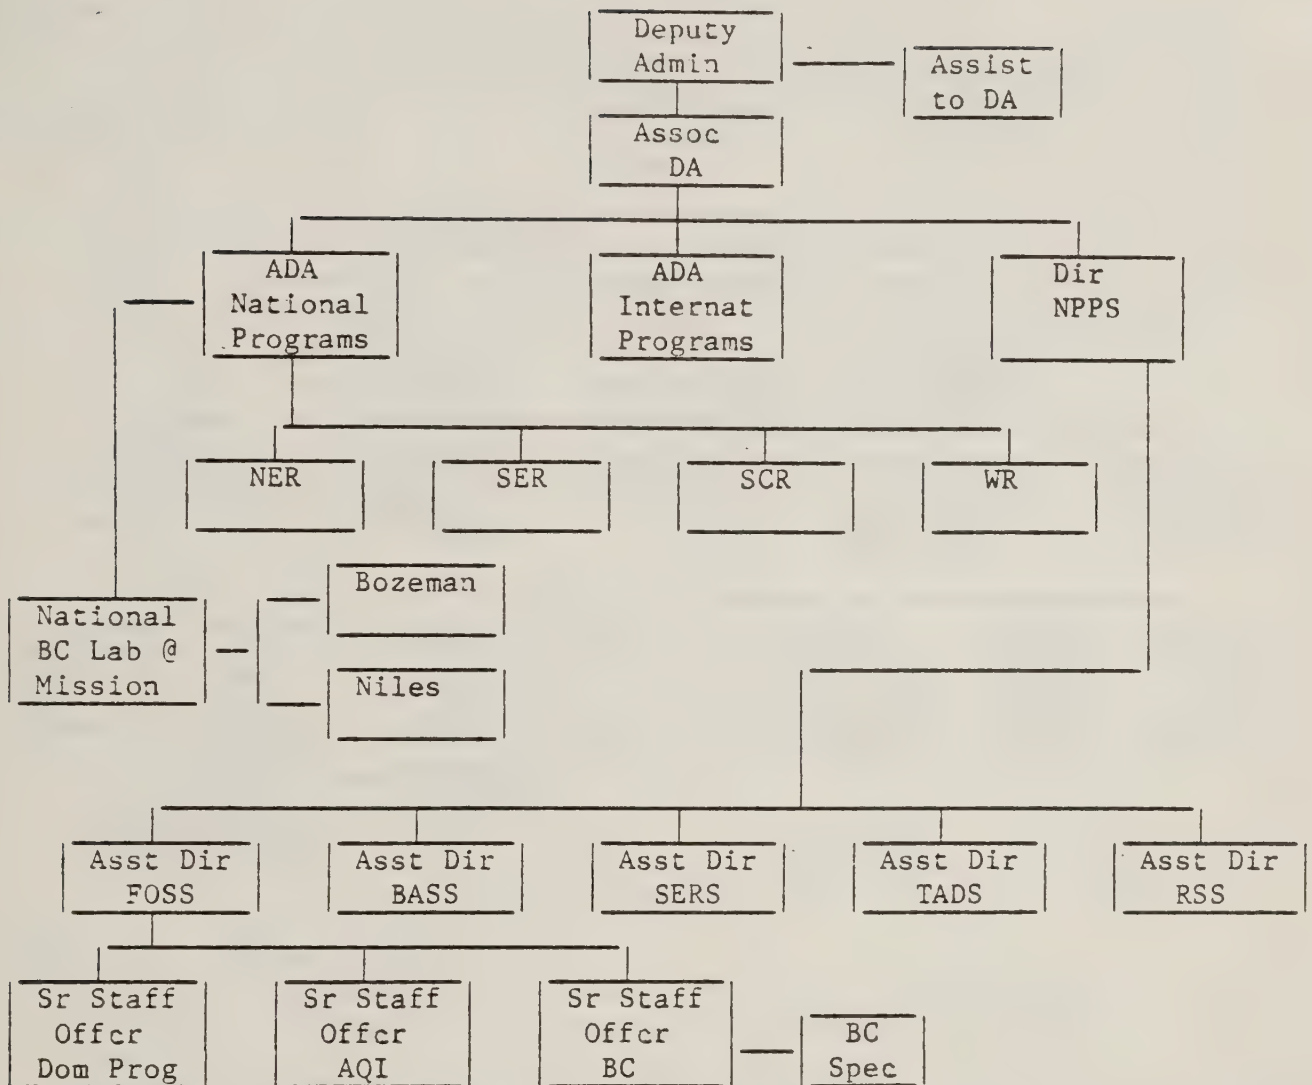 Deputy
Admin
Assist
to DA
Assoc
DA
ADA
National
Programs
ADA
Internat
Programs
Dir
NPPS
NER
SER
SCR
WR
National
BC Lab @
Mission
Bozeman
Niles
Asst Dir
FOSS
Asst Dir
BASS
Asst Dir
SERS
Asst Dir
TADS
Asst Dir
RSS
Sr Staff
Offcr
Dom Prog
Sr Staff
Offcr
AQI
Sr Staff
Offcr
BC
BC
Spec